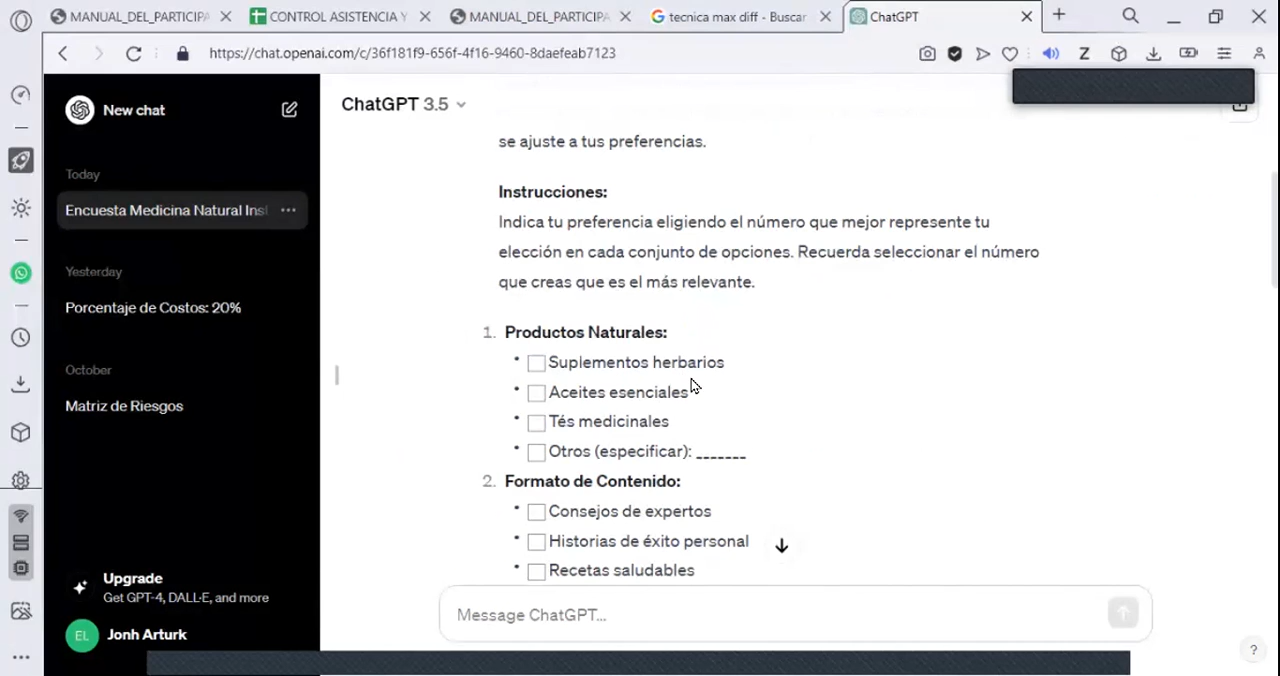 MANUAL_DEL_PARTICIPA
CONTROL ASISTENCIA Y
MANUAL_DEL_PARTICIPA
tecnica max diff - Buscar
ChatGPT
https://chat.openai.com/c/36f181f9-656f-4f16-9460-8daefeab7123
Z
New chat
Today
Encuesta Medicina Natural Inst
Yesterday
Porcentaje de Costos: 20%
October
Matriz de Riesgos
Upgrade
Get GPT-4, DALL·E, and more
EL
Jonh Arturk
ChatGPT 3.5
se ajuste a tus preferencias.
Instrucciones:
Indica tu preferencia eligiendo el número que mejor represente tu
elección en cada conjunto de opciones. Recuerda seleccionar el número
que creas que es el más relevante.
1. Productos Naturales:
Suplementos herbarios
Aceites esenciales
Tés medicinales
Otros (especificar): _______
2. Formato de Contenido:
Consejos de expertos
Historias de éxito personal
Recetas saludables
Message ChatGPT...
?